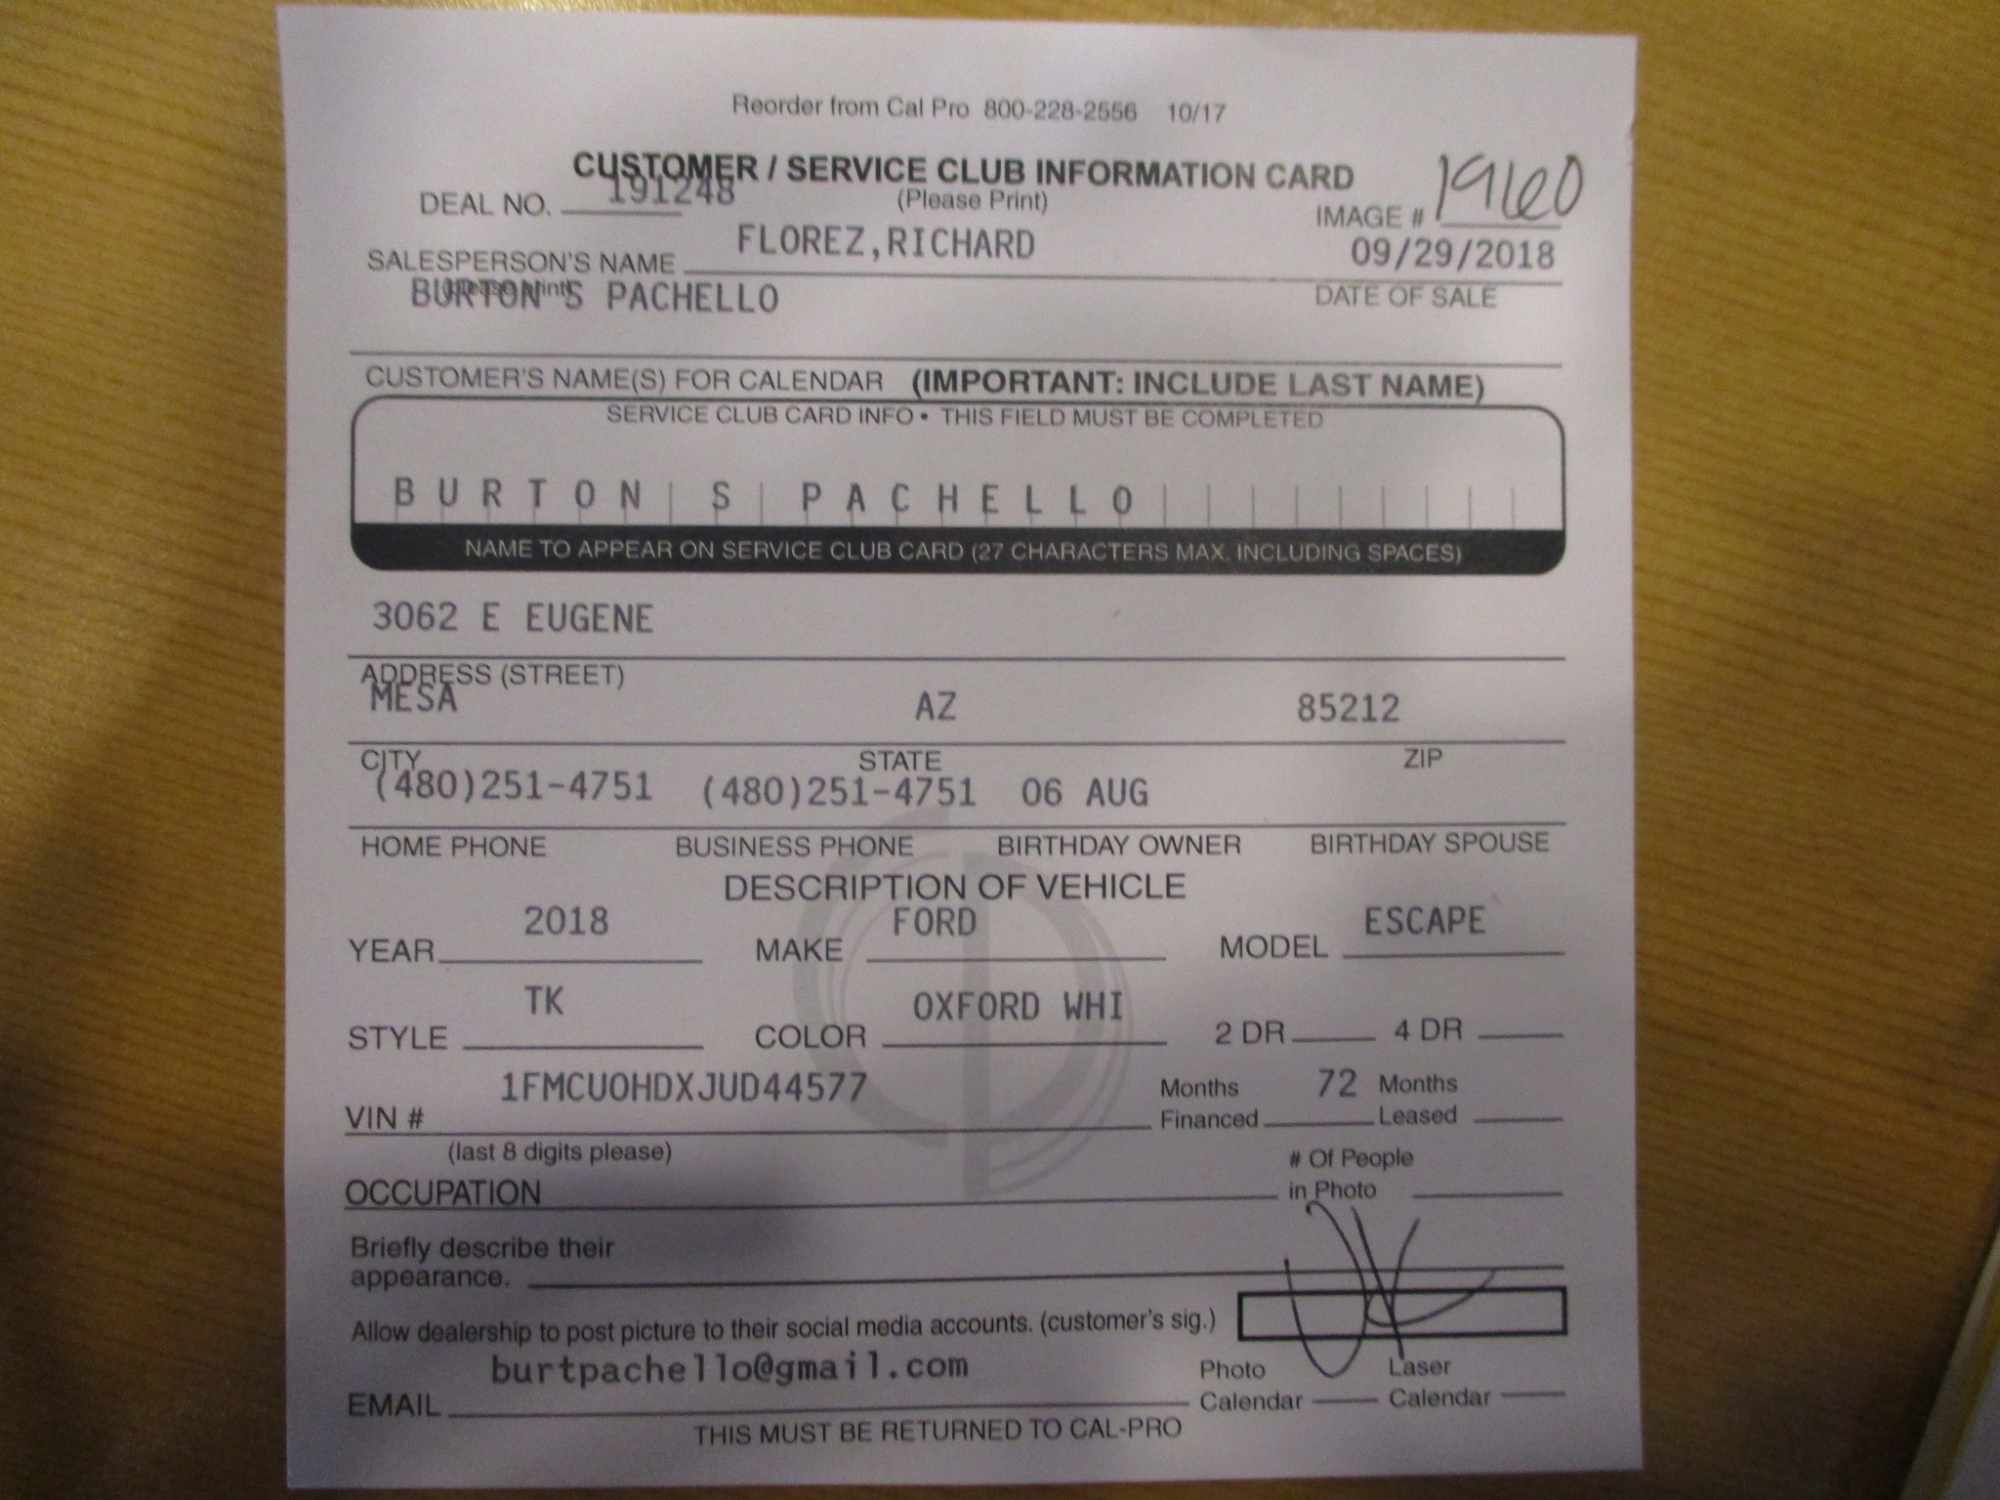 Reorder from Cal Pro 800-228-2556 10/17
CUSTOMER / SERVICE CLUB INFORMATION CARD
DEAL NO. 191248 (Please Print) IMAGE # 19160
SALESPERSON'S NAME FLOREZ,RICHARD 09/29/2018
(please print) DATE OF SALE
BURTON S PACHELLO
CUSTOMER'S NAME(S) FOR CALENDAR (IMPORTANT: INCLUDE LAST NAME)
SERVICE CLUB CARD INFO • THIS FIELD MUST BE COMPLETED
BURTON S PACHELLO
NAME TO APPEAR ON SERVICE CLUB CARD (27 CHARACTERS MAX. INCLUDING SPACES)
3062 E EUGENE
ADDRESS (STREET)
MESA AZ 85212
CITY STATE ZIP
(480)251-4751 (480)251-4751 06 AUG
HOME PHONE BUSINESS PHONE BIRTHDAY OWNER BIRTHDAY SPOUSE
DESCRIPTION OF VEHICLE
YEAR 2018 MAKE FORD MODEL ESCAPE
STYLE TK COLOR OXFORD WHI 2 DR 4 DR
VIN # 1FMCU0HDXJUD44577 Months Financed 72 Months Leased
(last 8 digits please)
OCCUPATION # Of People in Photo
Briefly describe their
appearance.
Allow dealership to post picture to their social media accounts. (customer's sig.)
EMAIL burtpachello@gmail.com Photo Calendar Laser Calendar
THIS MUST BE RETURNED TO CAL-PRO